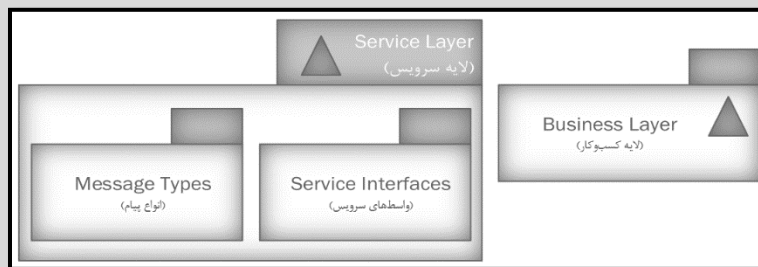 Service Layer
(لایه سرویس)
Business Layer
(لایه کسب‌وکار)
Message Types
(انواع پیام)
Service Interfaces
(واسط‌های سرویس)